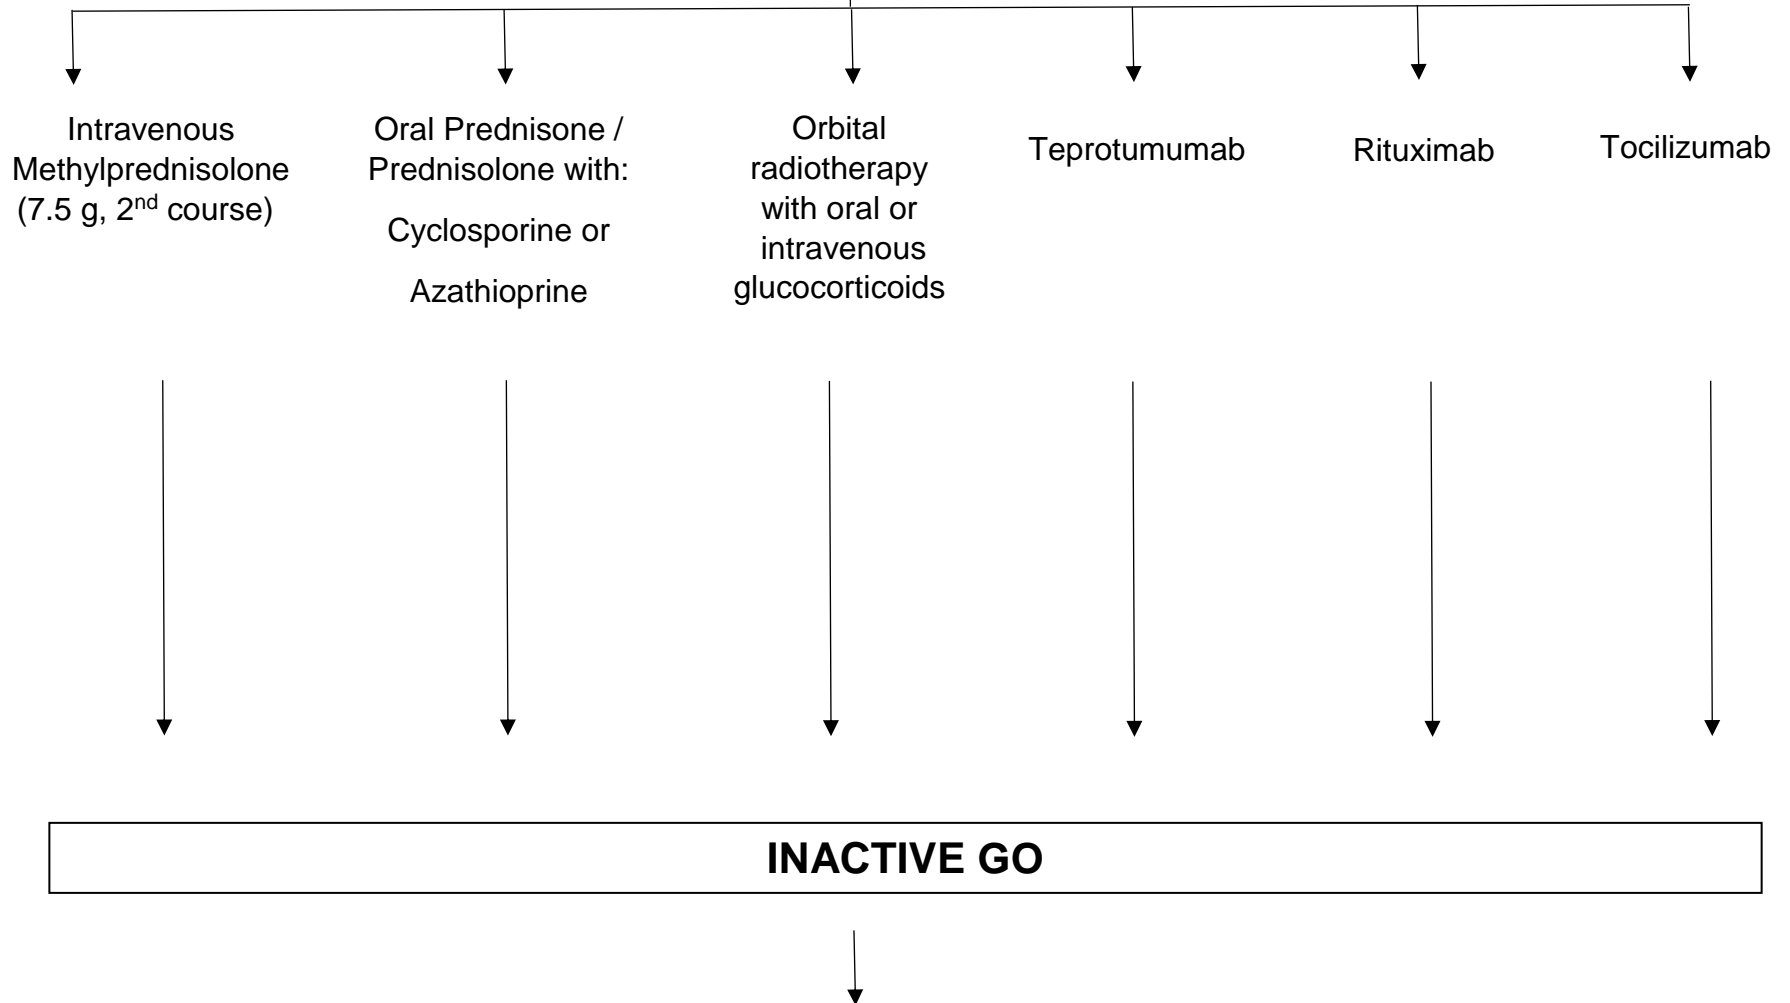 Intravenous
Methylprednisolone
(7.5 g, 2nd course)
Oral Prednisone /
Prednisolone with:
Cyclosporine or
Azathioprine
Orbital
radiotherapy
with oral or
intravenous
glucocorticoids
Teprotumumab
Rituximab
Tocilizumab
INACTIVE GO